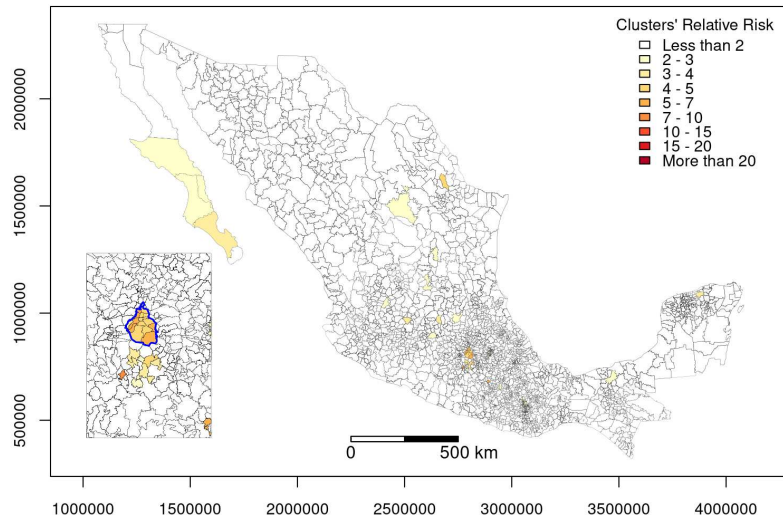 Clusters' Relative Risk
Less than 2
2 - 3
3 - 4
4 - 5
5 - 7
7 - 10
10 - 15
15 - 20
More than 20
2000000
1500000
1000000
500000
0 500 km
1000000 1500000 2000000 2500000 3000000 3500000 4000000